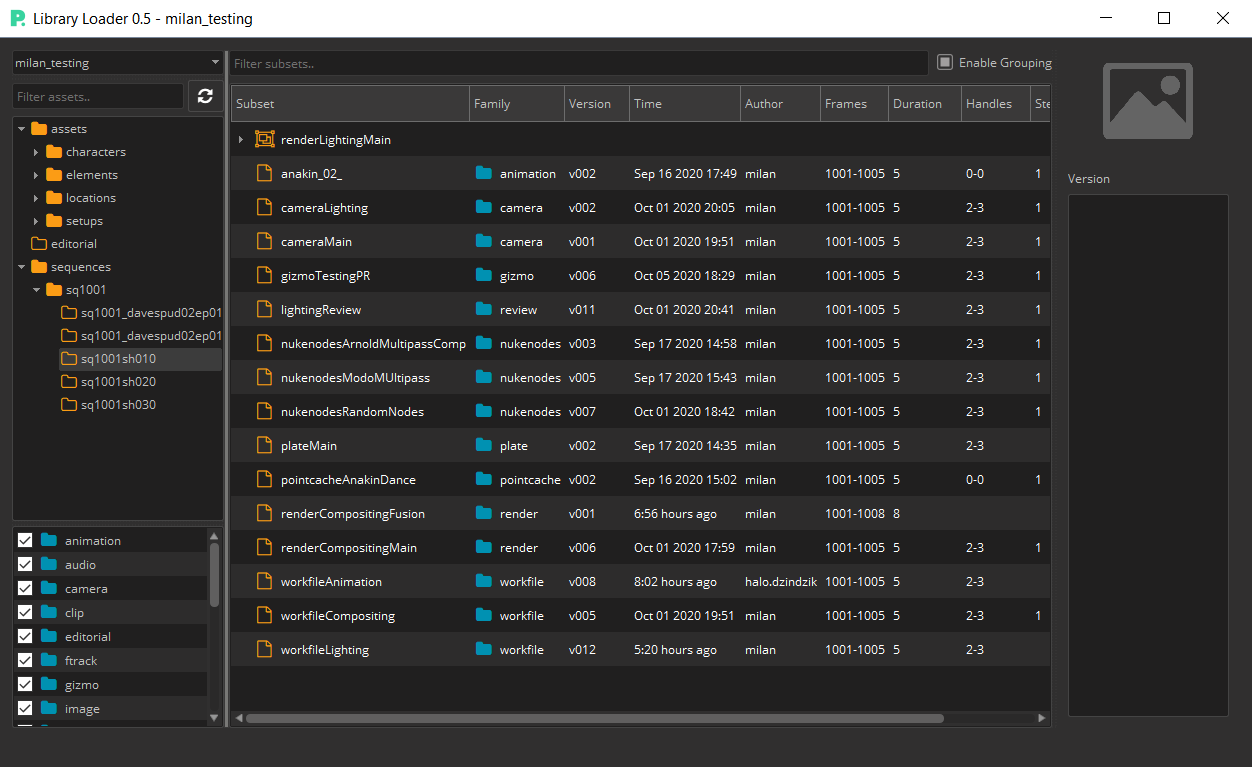 Library Loader 0.5 - milan_testing
milan_testing
Filter assets..
assets
characters
elements
locations
setups
editorial
sequences
sq1001
sq1001_davespud02ep01
sq1001_davespud02ep01
sq1001sh010
sq1001sh020
sq1001sh030
animation
audio
camera
clip
editorial
ftrack
gizmo
image
Filter subsets.. Enable Grouping
Subset Family Version Time Author Frames Duration Handles Ste
renderLightingMain
anakin_02_ animation v002 Sep 16 2020 17:49 milan 1001-1005 5 0-0 1
cameraLighting camera v002 Oct 01 2020 20:05 milan 1001-1005 5 2-3 1
cameraMain camera v001 Oct 01 2020 19:51 milan 1001-1005 5 2-3 1
gizmoTestingPR gizmo v006 Oct 05 2020 18:29 milan 1001-1005 5 2-3 1
lightingReview review v011 Oct 01 2020 20:41 milan 1001-1005 5 2-3 1
nukenodesArnoldMultipassComp nukenodes v003 Sep 17 2020 14:58 milan 1001-1005 5 2-3 1
nukenodesModoMUltipass nukenodes v005 Sep 17 2020 15:43 milan 1001-1005 5 2-3 1
nukenodesRandomNodes nukenodes v007 Oct 01 2020 18:42 milan 1001-1005 5 2-3 1
plateMain plate v002 Sep 17 2020 14:35 milan 1001-1005 5 2-3
pointcacheAnakinDance pointcache v002 Sep 16 2020 15:02 milan 1001-1005 5 0-0 1
renderCompositingFusion render v001 6:56 hours ago milan 1001-1008 8
renderCompositingMain render v006 Oct 01 2020 17:59 milan 1001-1005 5 2-3 1
workfileAnimation workfile v008 8:02 hours ago halo.dzindzik 1001-1005 5 2-3
workfileCompositing workfile v005 Oct 01 2020 19:51 milan 1001-1005 5 2-3 1
workfileLighting workfile v012 5:20 hours ago milan 1001-1005 5 2-3
Version